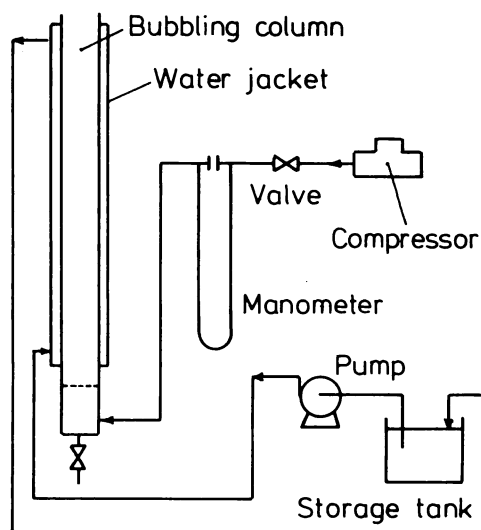 Bubbling column
Water jacket
Valve
Compressor
Manometer
Pump
Storage tank